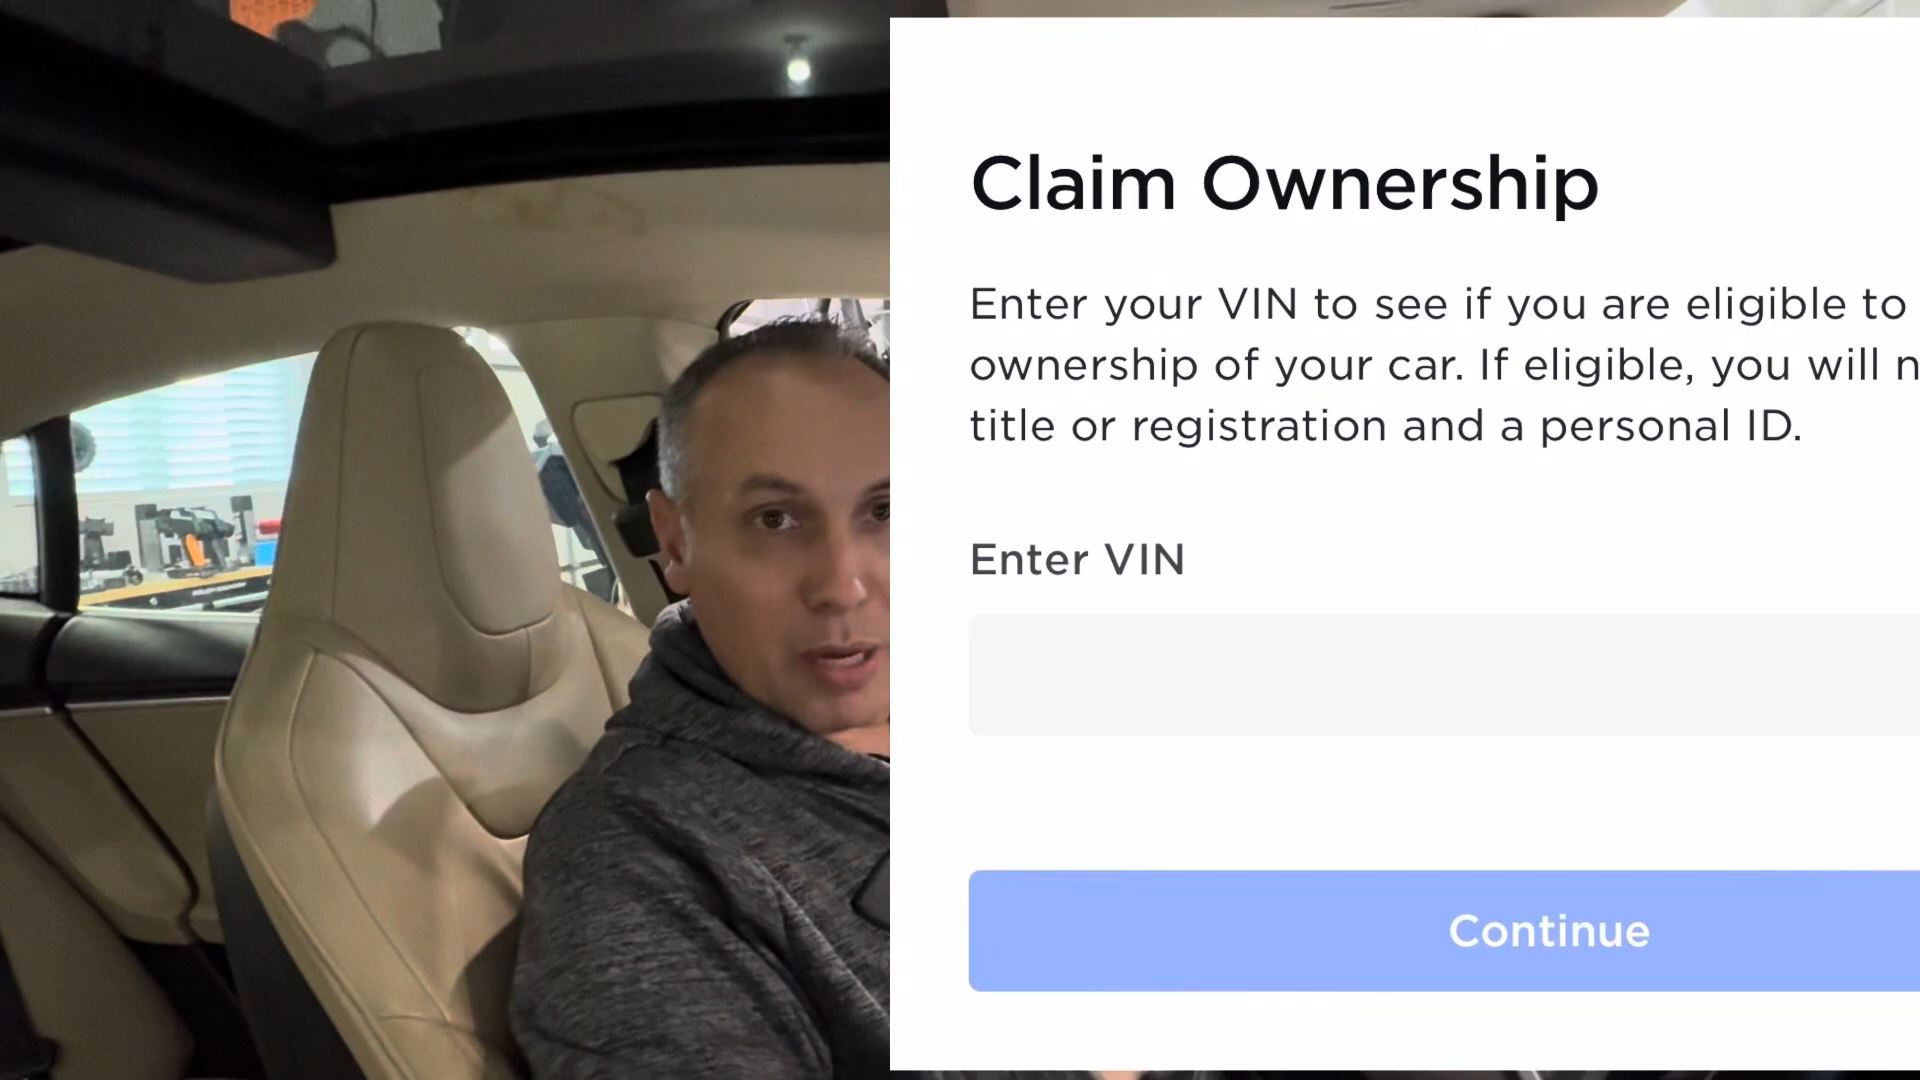 Claim Ownership
Enter your VIN to see if you are eligible to
ownership of your car. If eligible, you will n
title or registration and a personal ID.
Enter VIN
Continue